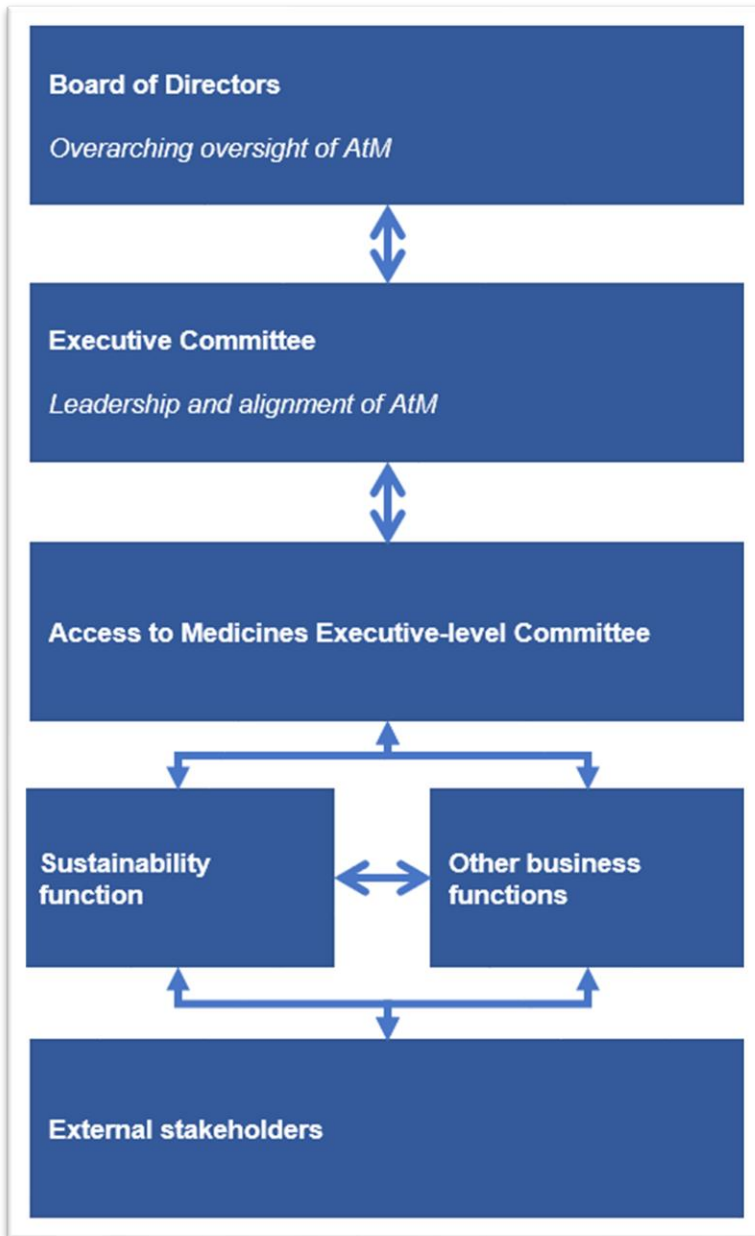 Board of Directors
Overarching oversight of AtM
Executive Committee
Leadership and alignment of AtM
Access to Medicines Executive-level Committee
Sustainability
function
Other business
functions
External stakeholders